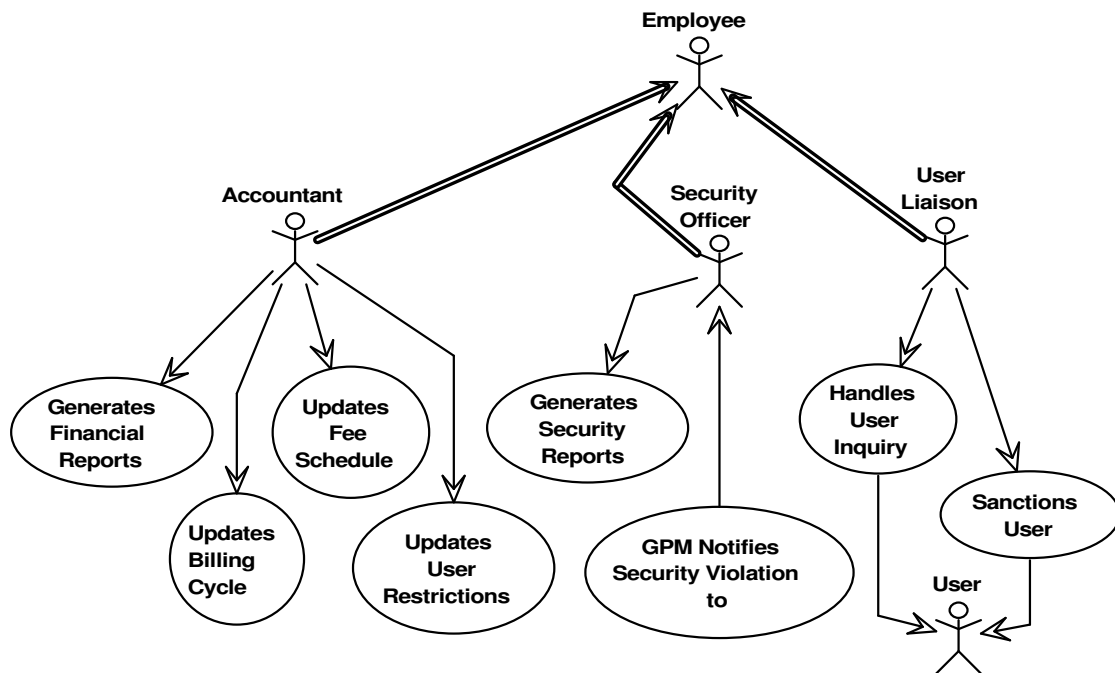 Employee
Accountant
Security
Officer
User
Liaison
Generates
Financial
Reports
Updates
Fee
Schedule
Generates
Security
Reports
Handles
User
Inquiry
Updates
Billing
Cycle
Updates
User
Restrictions
GPM Notifies
Security Violation
to
Sanctions
User
User